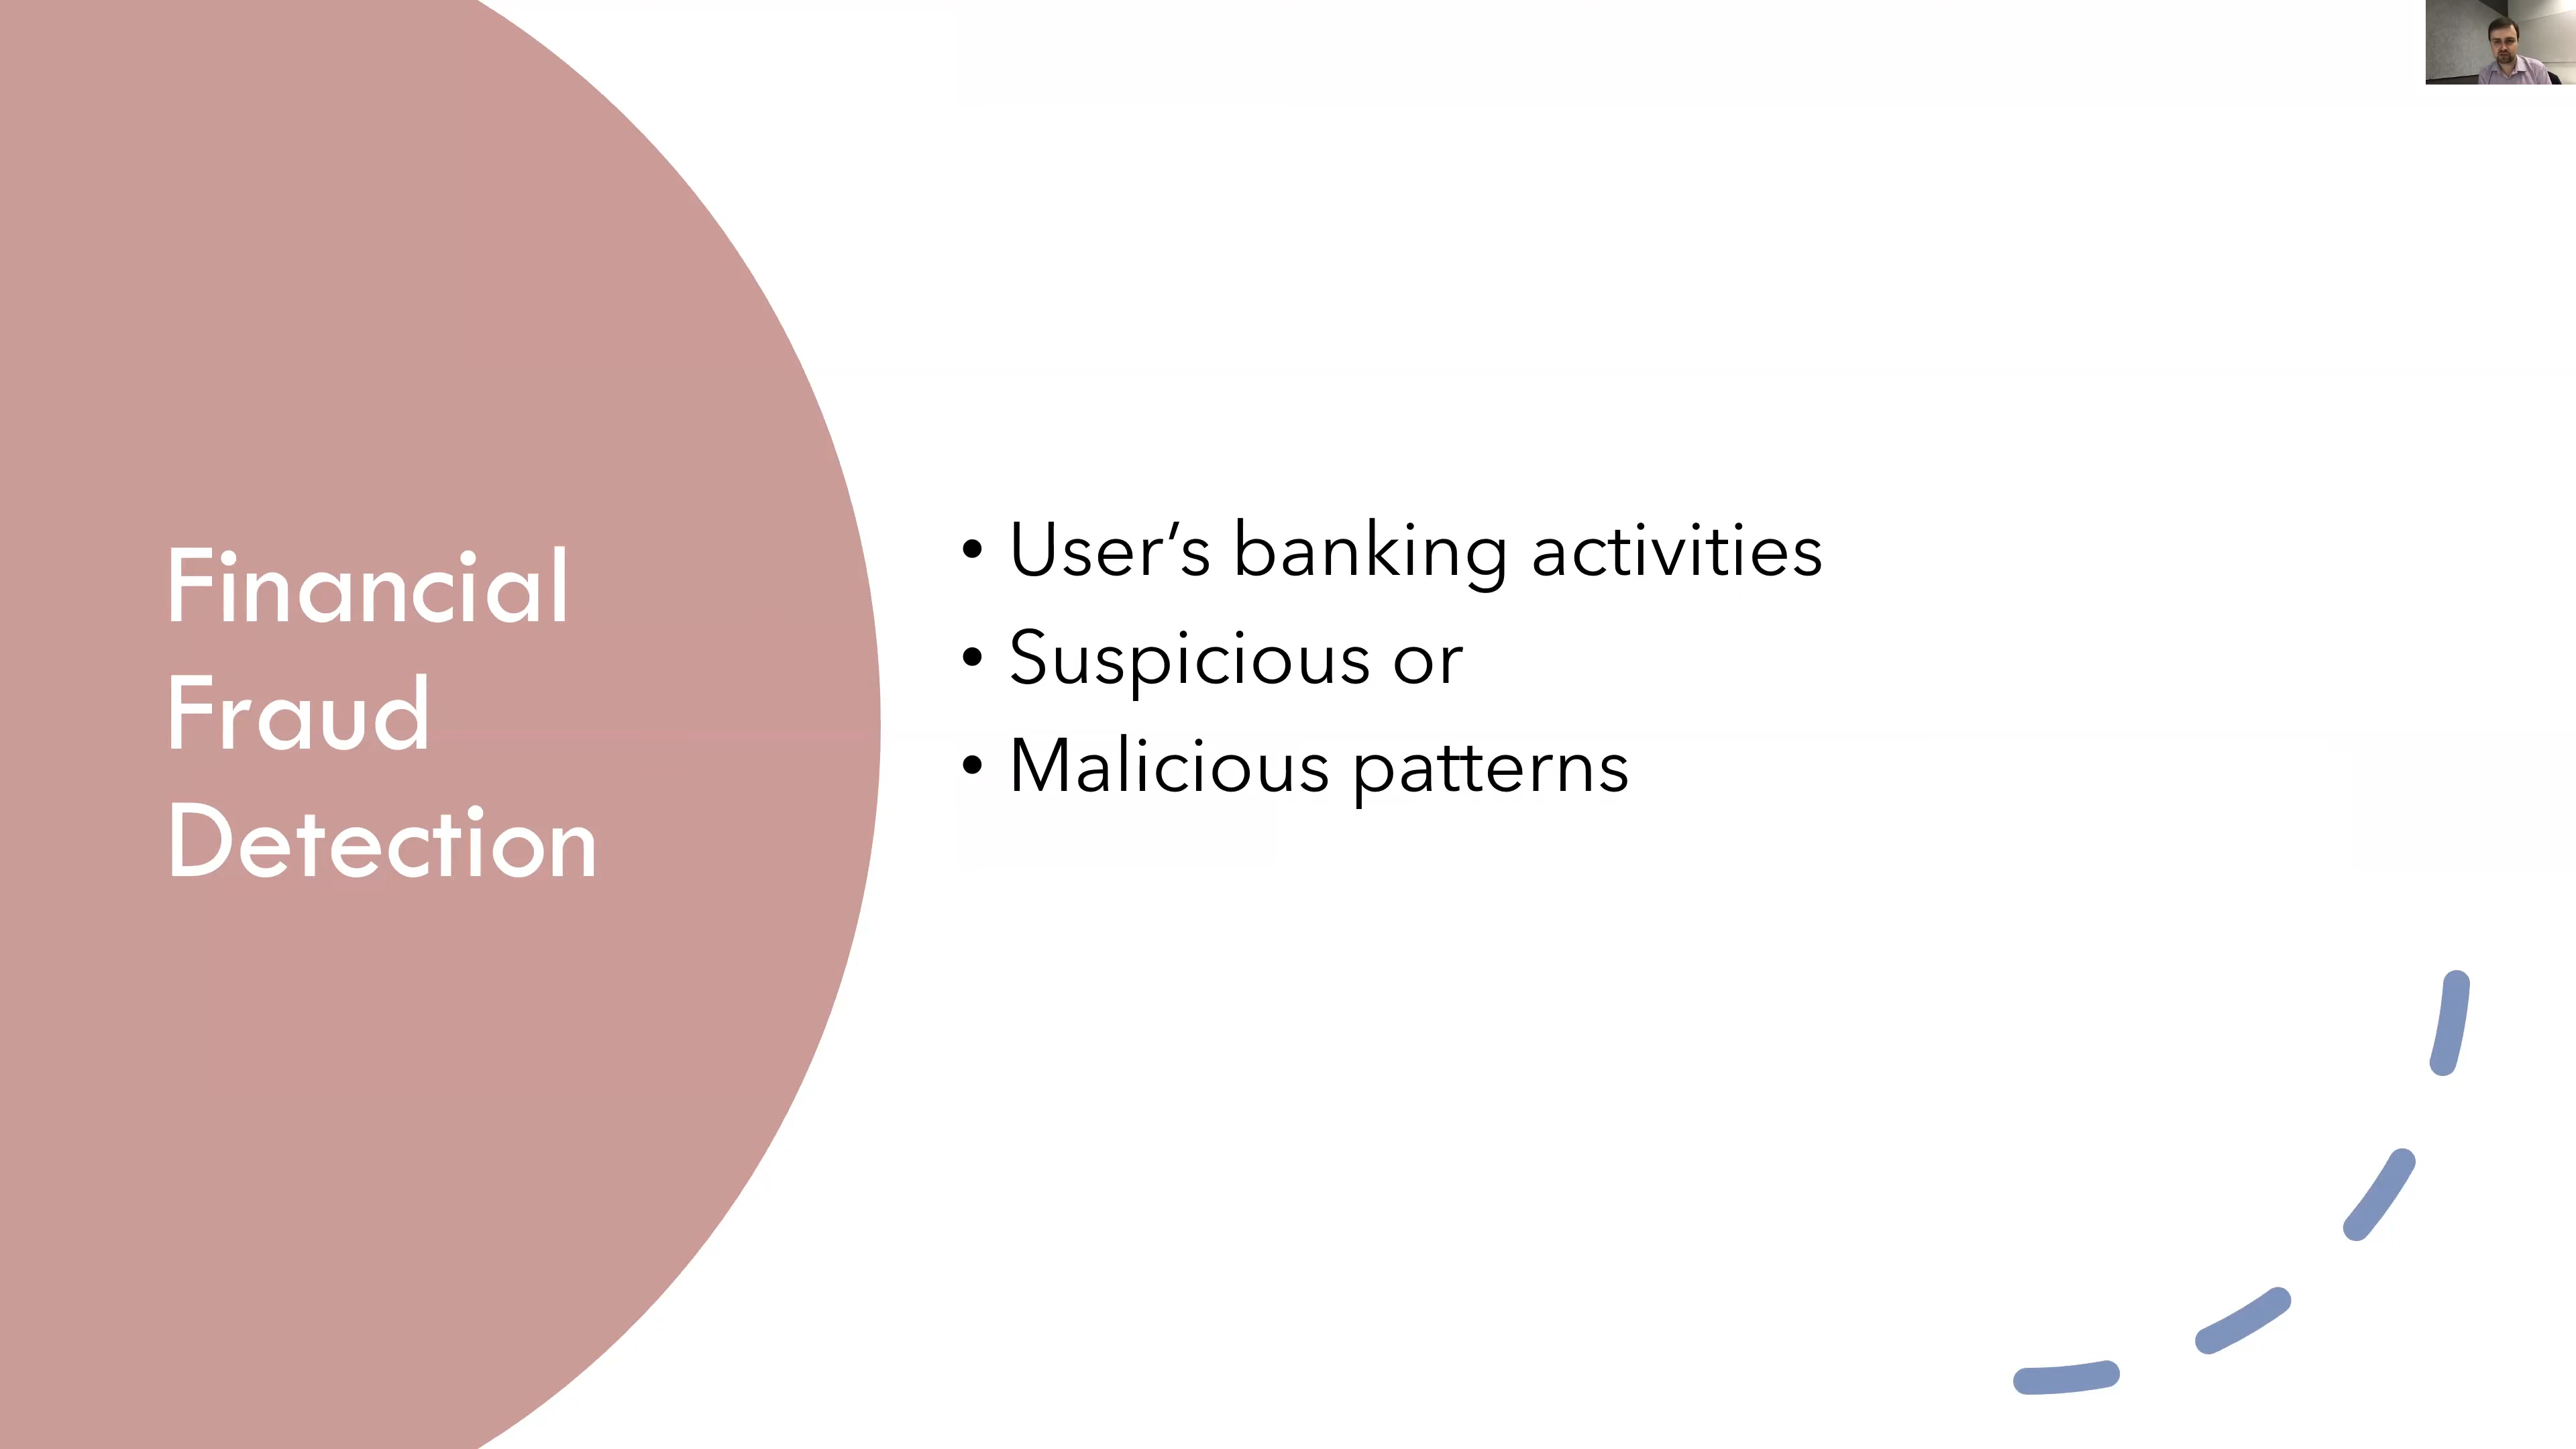 Financial
Fraud
Detection
• User’s banking activities
• Suspicious or
• Malicious patterns